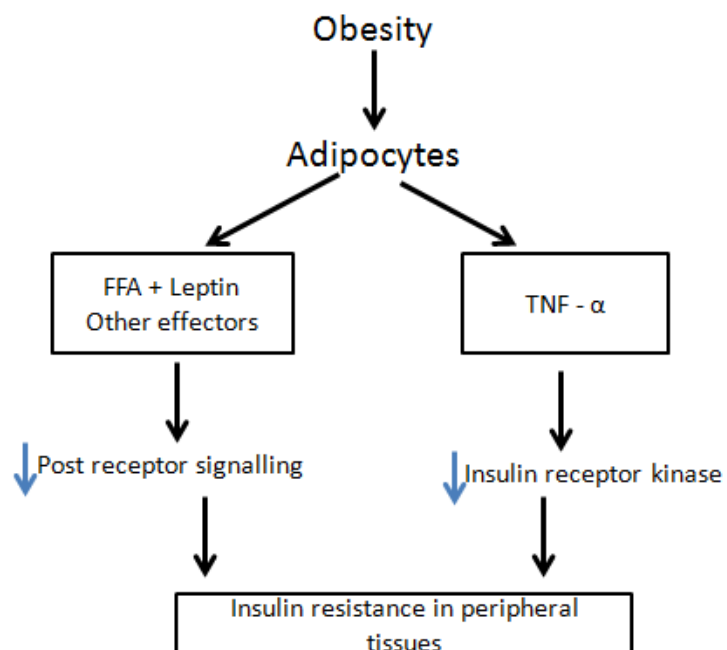 Obesity
Adipocytes
FFA + Leptin
Other effectors
TNF - α
Post receptor signalling
Insulin receptor kinase
Insulin resistance in peripheral
tissues